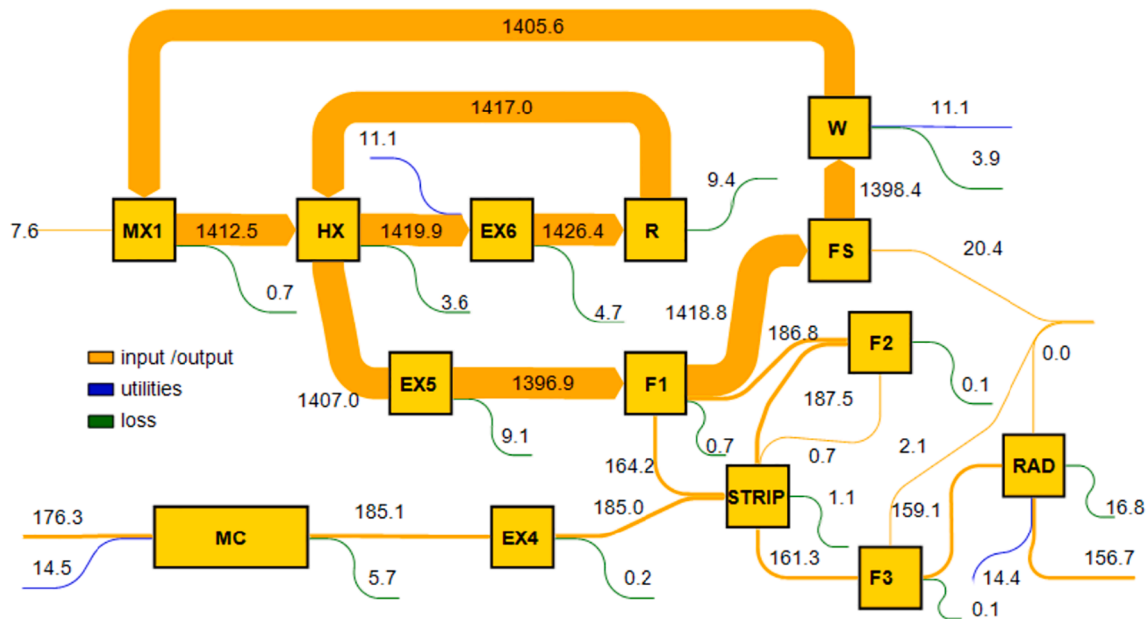 1405.6
1417.0
W
11.1
11.1
3.9
9.4
1398.4
7.6
MX1
1412.5
HX
1419.9
EX6
1426.4
R
FS
20.4
0.7
3.6
4.7
1418.8
186.8
F2
0.0
input /output
utilities
loss
1407.0
EX5
1396.9
F1
187.5
0.1
9.1
0.7
0.7
2.1
164.2
RAD
STRIP
1.1
176.3
185.1
185.0
159.1
16.8
MC
EX4
161.3
156.7
14.5
5.7
0.2
F3
14.4
0.1